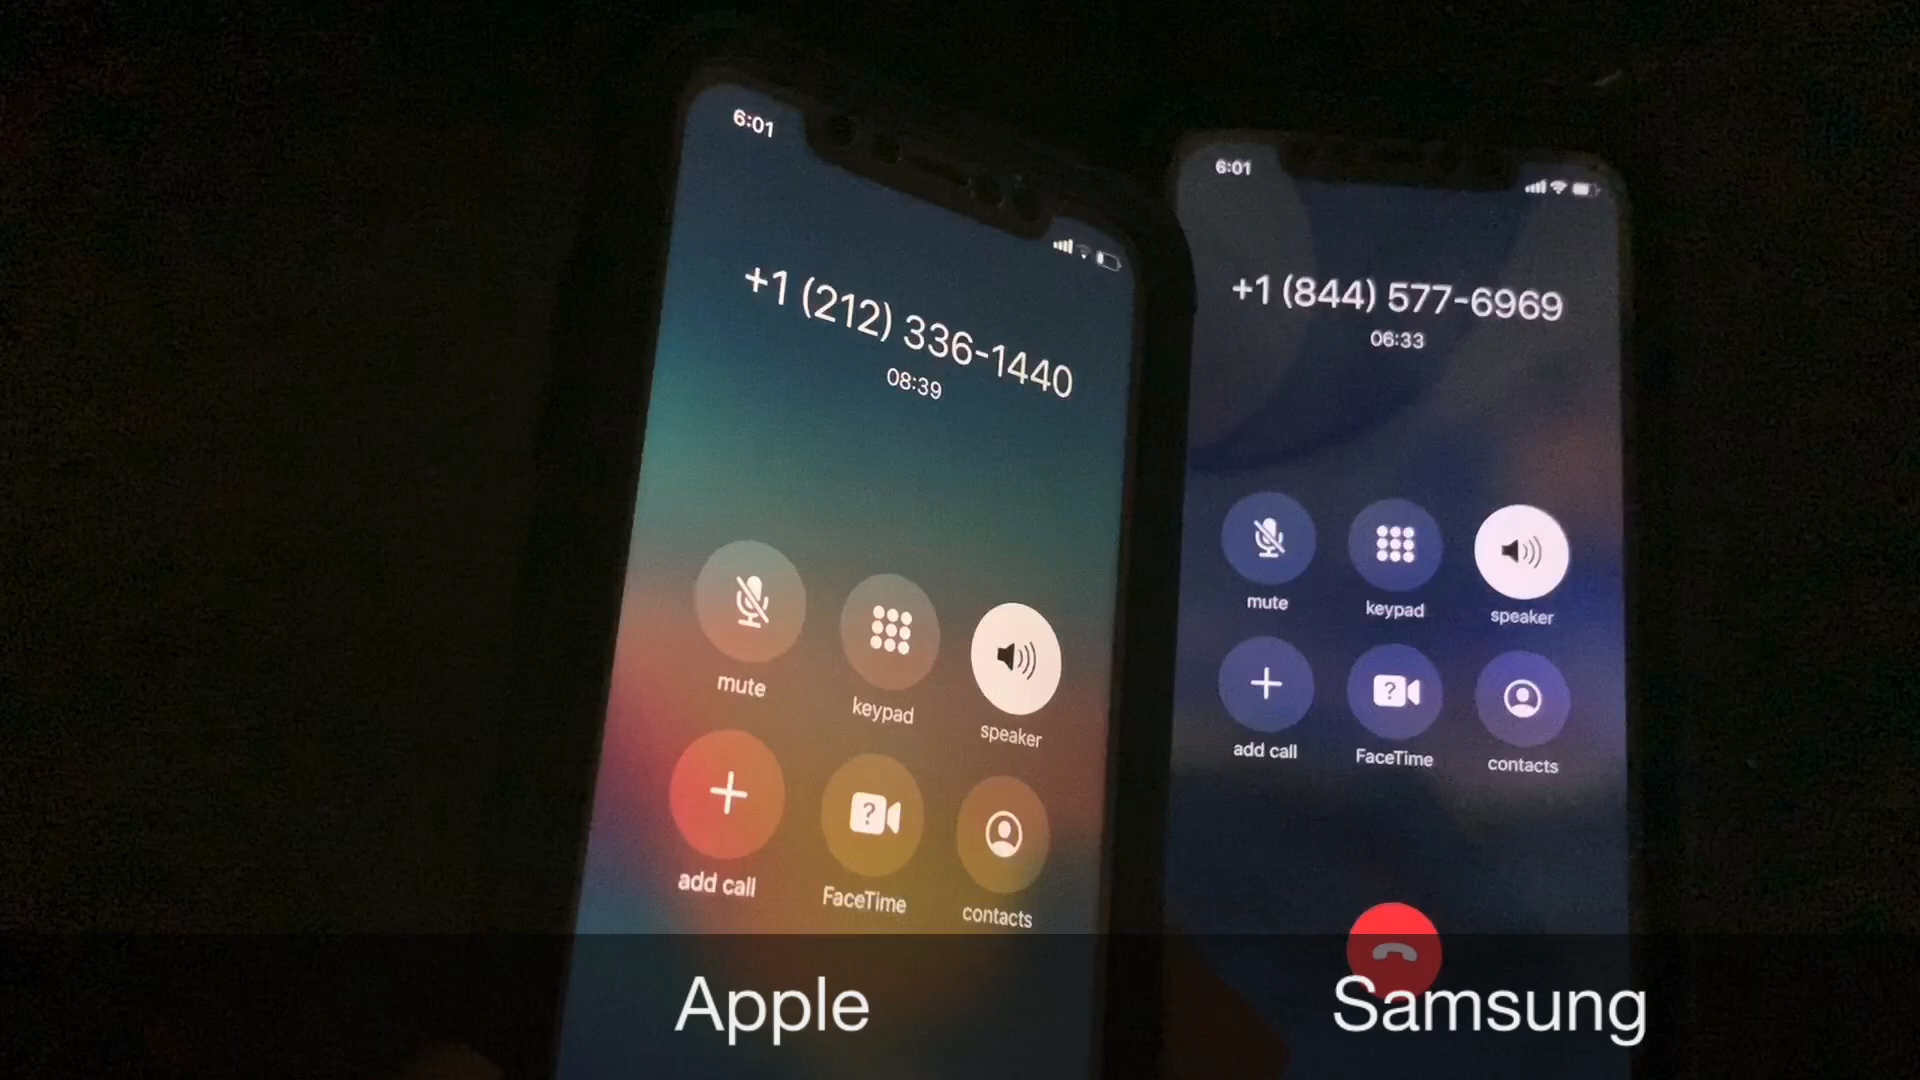 6:01
+1 (212) 336-1440
08:39
mute
keypad
speaker
add call
FaceTime
contacts
6:01
+1 (844) 577-6969
06:33
mute
keypad
speaker
add call
FaceTime
contacts
Apple
Samsung